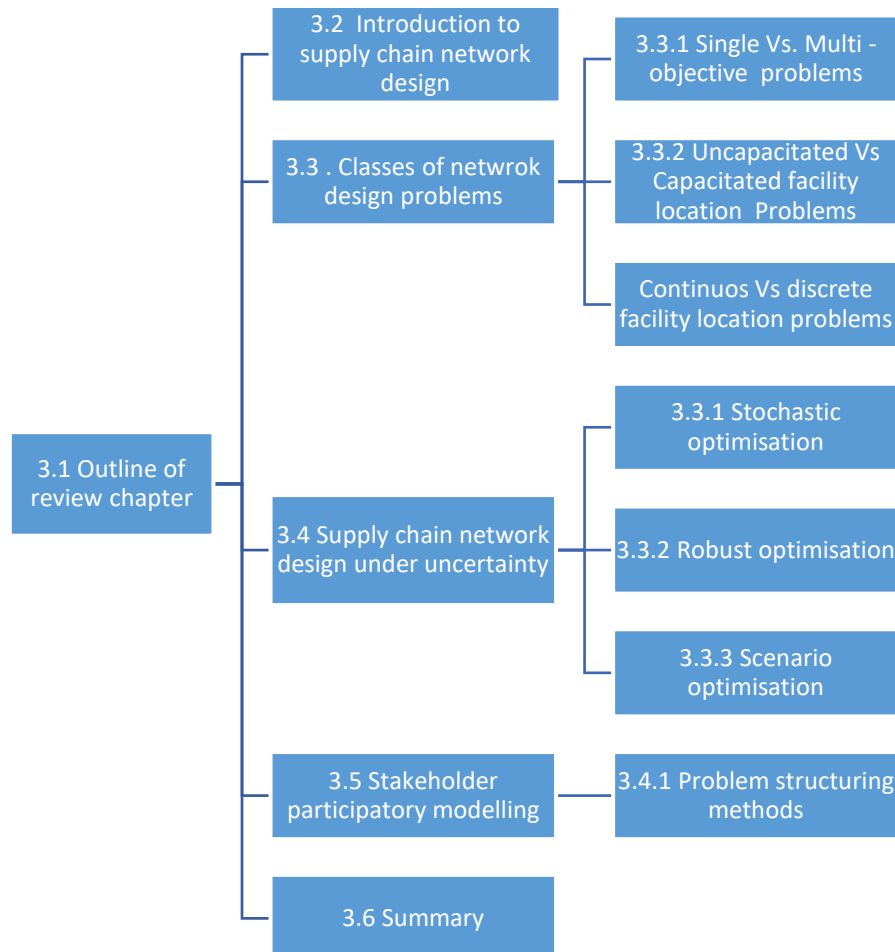 3.1 Outline of
review chapter
3.2 Introduction to
supply chain network
design
3.3 . Classes of netwrok
design problems
3.3.1 Single Vs. Multi -
objective problems
3.3.2 Uncapacitated Vs
Capacitated facility
location Problems
Continuos Vs discrete
facility location problems
3.4 Supply chain network
design under uncertainty
3.3.1 Stochastic
optimisation
3.3.2 Robust optimisation
3.3.3 Scenario
optimisation
3.5 Stakeholder
participatory modelling
3.4.1 Problem structuring
methods
3.6 Summary